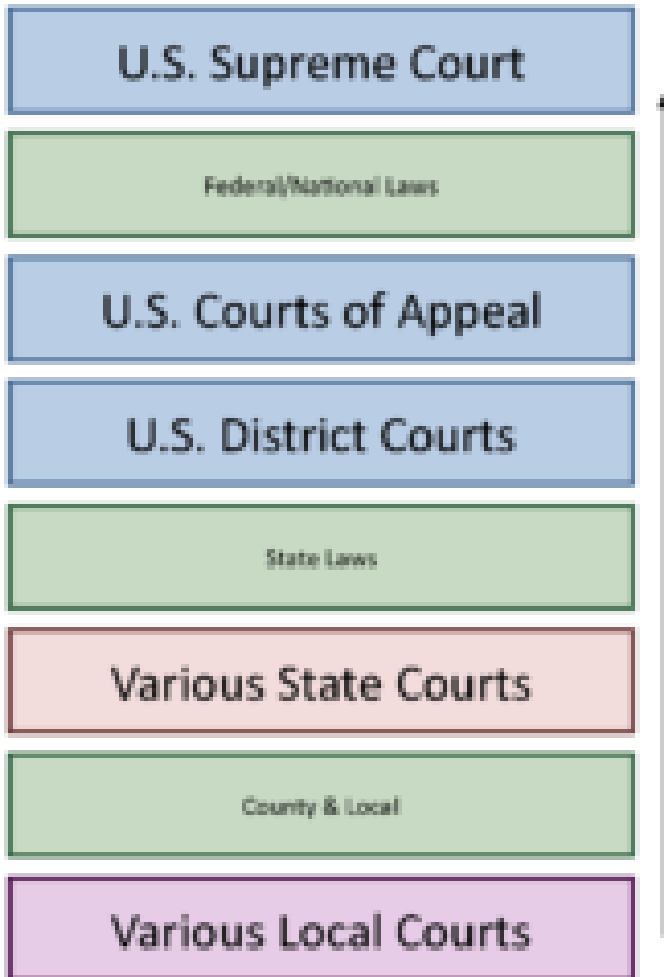 U.S. Supreme Court
Federal/National Laws
U.S. Courts of Appeal
U.S. District Courts
State Laws
Various State Courts
County & Local
Various Local Courts